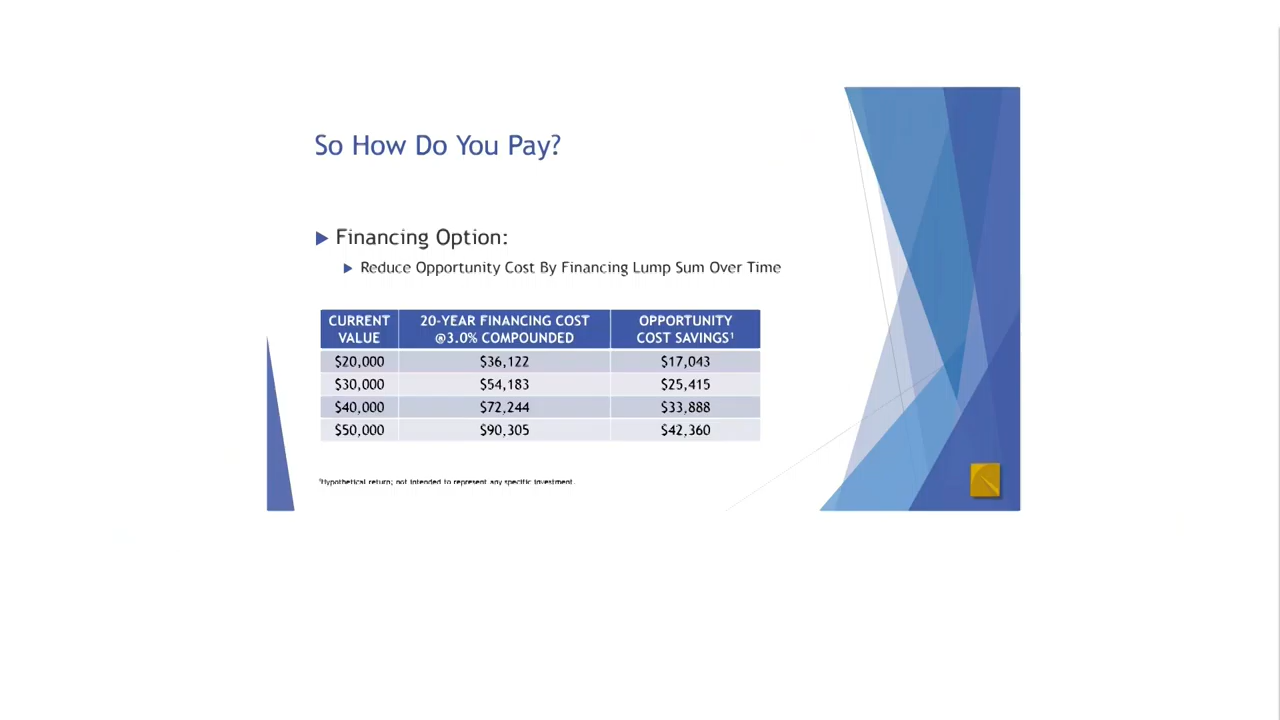 So How Do You Pay?
Financing Option:
Reduce Opportunity Cost By Financing Lump Sum Over Time
CURRENT VALUE 20-YEAR FINANCING COST @3.0% COMPOUNDED OPPORTUNITY COST SAVINGS¹
$20,000 $36,122 $17,043
$30,000 $54,183 $25,415
$40,000 $72,244 $33,888
$50,000 $90,305 $42,360
¹Hypothetical return; not intended to represent any specific investment.